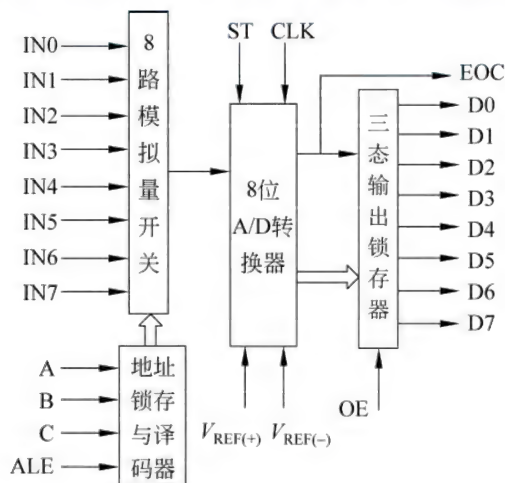 IN0
IN1
IN2
IN3
IN4
IN5
IN6
IN7
8
路
模
拟
量
开
关
A
B
C
ALE
地址
锁存
与译
码器
ST
CLK
8位
A/D转
换器
VREF(+)
VREF(−)
三
态
输
出
锁
存
器
OE
EOC
D0
D1
D2
D3
D4
D5
D6
D7